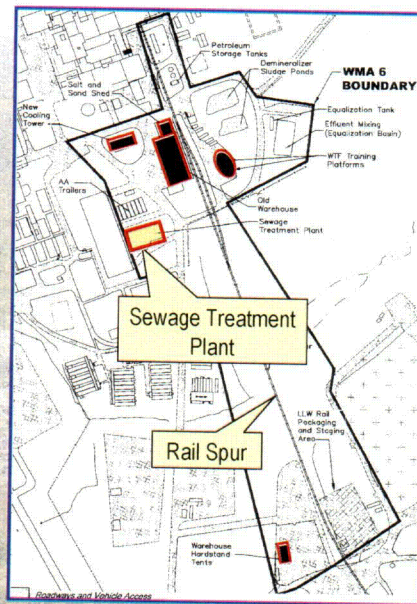 Petroleum
Storage Tanks
Demineralizer
Sludge Ponds
WMA 6
BOUNDARY
Salt and
Sand Shed
New
Cooling
Tower
Equalization Tank
Effluent Mixing
(Equalization Basin)
WTF Training
Platforms
AA
Trailers
Old
Warehouse
Sewage
Treatment Plant
Sewage Treatment
Plant
Rail Spur
LLW Rail
Packaging
and Staging
Area
Warehouse
Hardstand
Tents
Roadways and Vehicle Access